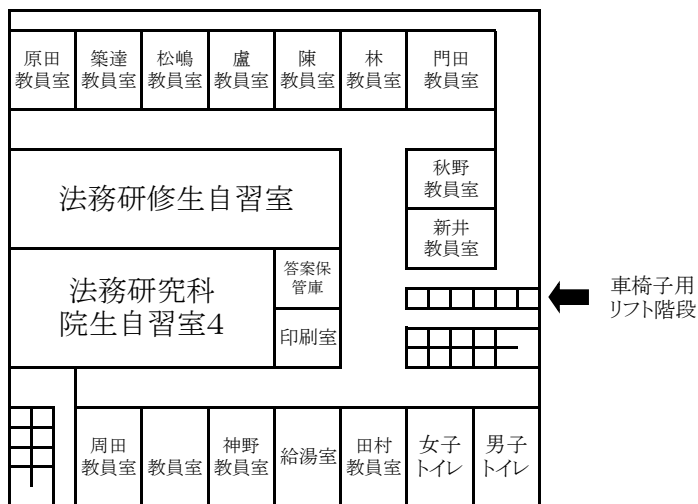 原田
教員室
築達
教員室
松嶋
教員室
盧
教員室
陳
教員室
林
教員室
門田
教員室
法務研修生自習室
秋野
教員室
新井
教員室
法務研究科
院生自習室4
答案保
管庫
印刷室
車椅子用
リフト階段
周田
教員室
教員室
神野
教員室
給湯室
田村
教員室
女子
トイレ
男子
トイレ